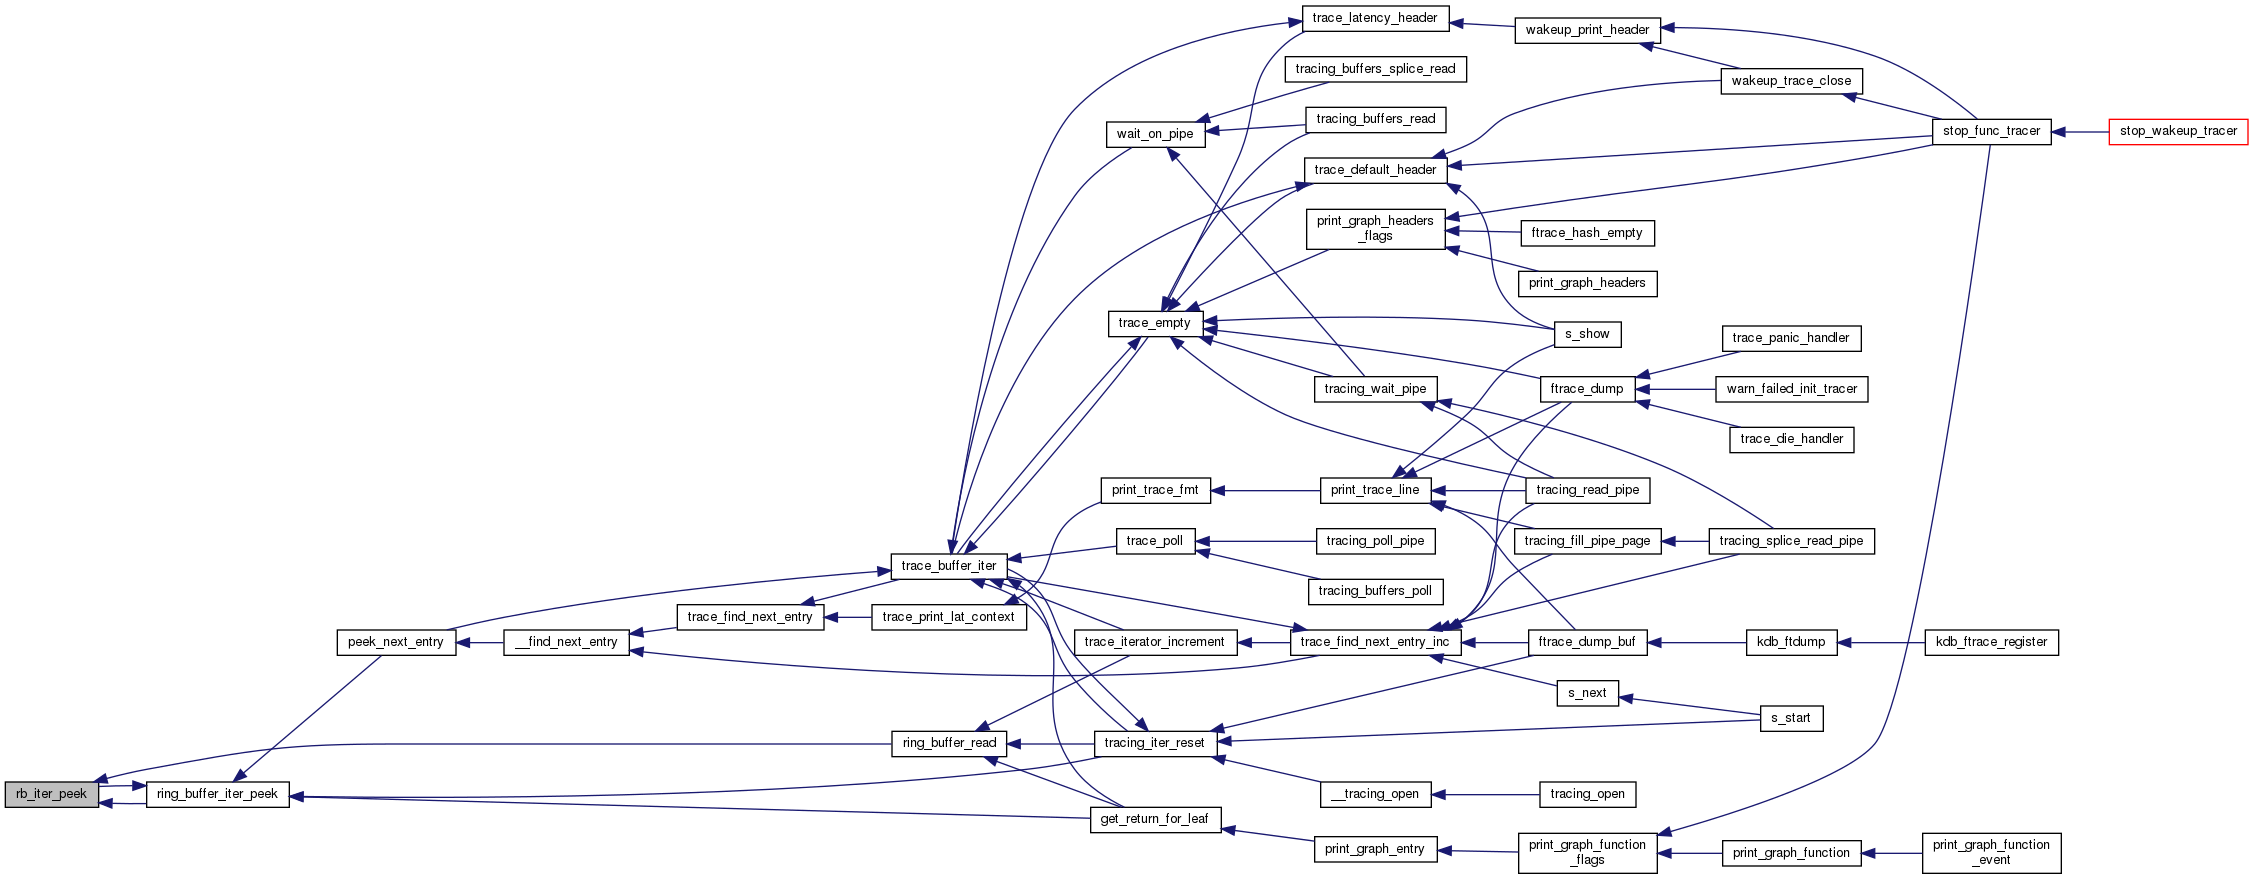 trace_latency_header
wakeup_print_header
tracing_buffers_splice_read
wakeup_trace_close
tracing_buffers_read
wait_on_pipe
stop_func_tracer
stop_wakeup_tracer
trace_default_header
print_graph_headers
_flags
ftrace_hash_empty
print_graph_headers
trace_empty
s_show
trace_panic_handler
tracing_wait_pipe
ftrace_dump
warn_failed_init_tracer
trace_die_handler
print_trace_fmt
print_trace_line
tracing_read_pipe
trace_poll
tracing_poll_pipe
tracing_fill_pipe_page
tracing_splice_read_pipe
trace_buffer_iter
tracing_buffers_poll
trace_find_next_entry
trace_print_lat_context
peek_next_entry
__find_next_entry
trace_iterator_increment
trace_find_next_entry_inc
ftrace_dump_buf
kdb_ftdump
kdb_ftrace_register
s_next
s_start
ring_buffer_read
tracing_iter_reset
rb_iter_peek
ring_buffer_iter_peek
__tracing_open
tracing_open
get_return_for_leaf
print_graph_entry
print_graph_function
_flags
print_graph_function
print_graph_function
_event